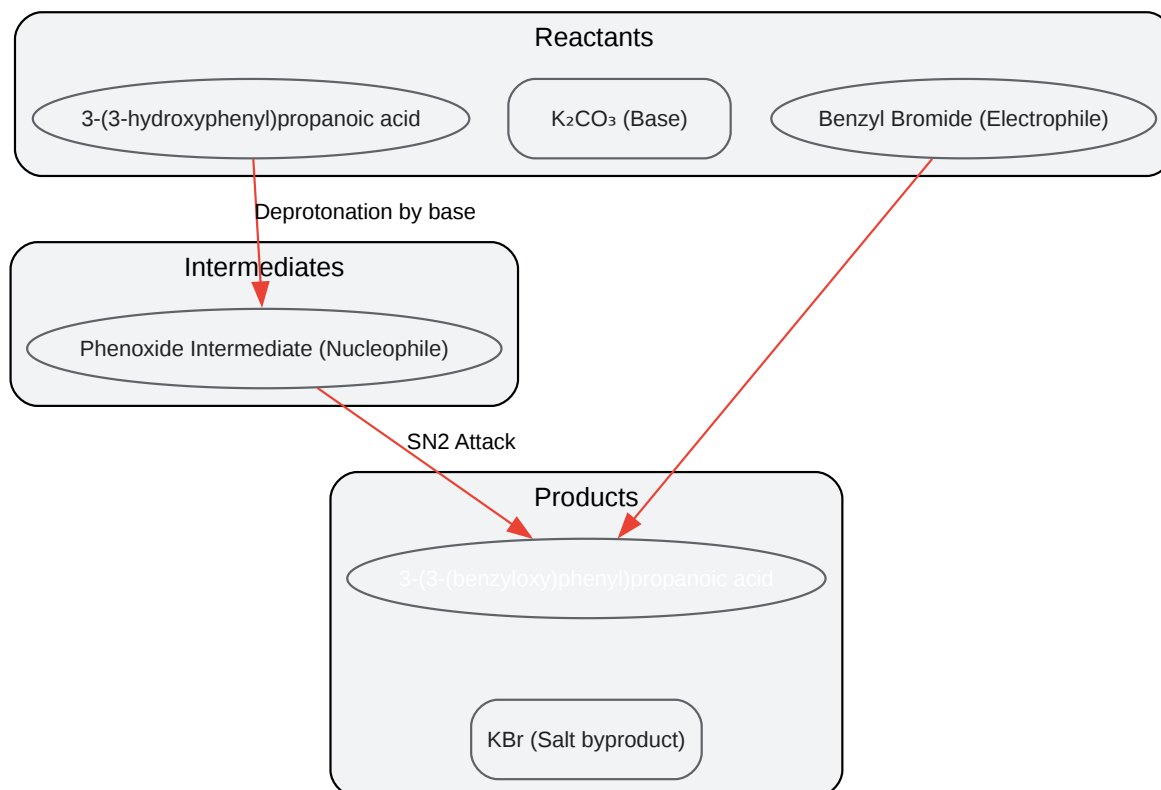 Reactants
3-(3-hydroxyphenyl)propanoic acid
K₂CO₃ (Base)
Benzyl Bromide (Electrophile)
Deprotonation by base
Intermediates
Phenoxide Intermediate (Nucleophile)
SN2 Attack
Products
3-(3-(benzyloxy)phenyl)propanoic acid
KBr (Salt byproduct)